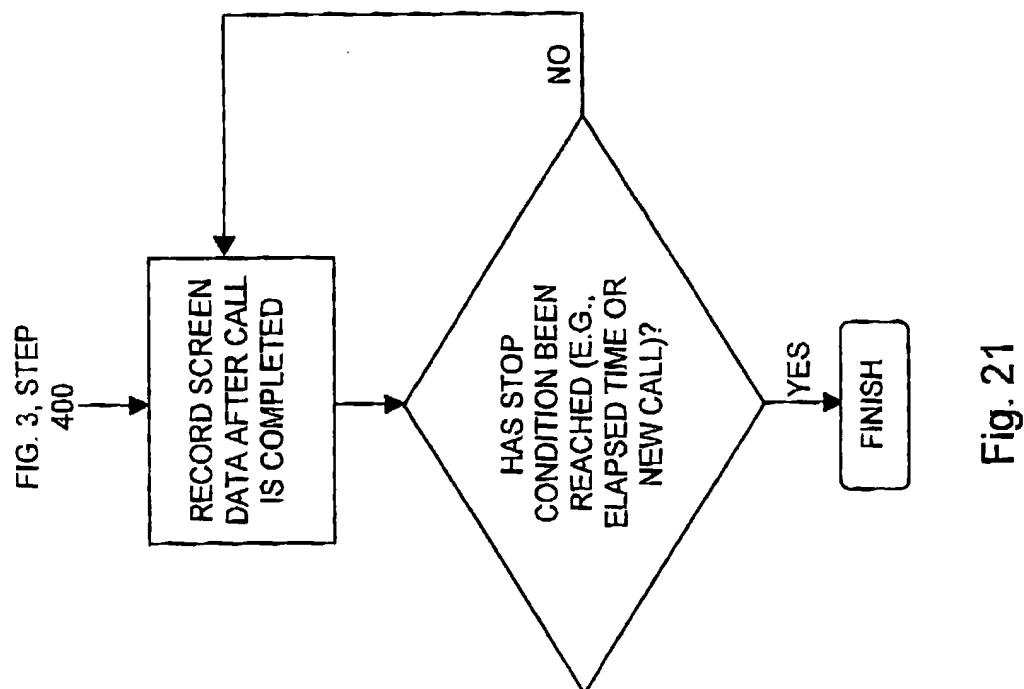 FIG. 3, STEP
400
RECORD SCREEN
DATA AFTER CALL
IS COMPLETED
NO
HAS STOP
CONDITION BEEN
REACHED (E.G.,
ELAPSED TIME OR
NEW CALL)?
YES
FINISH
Fig. 21